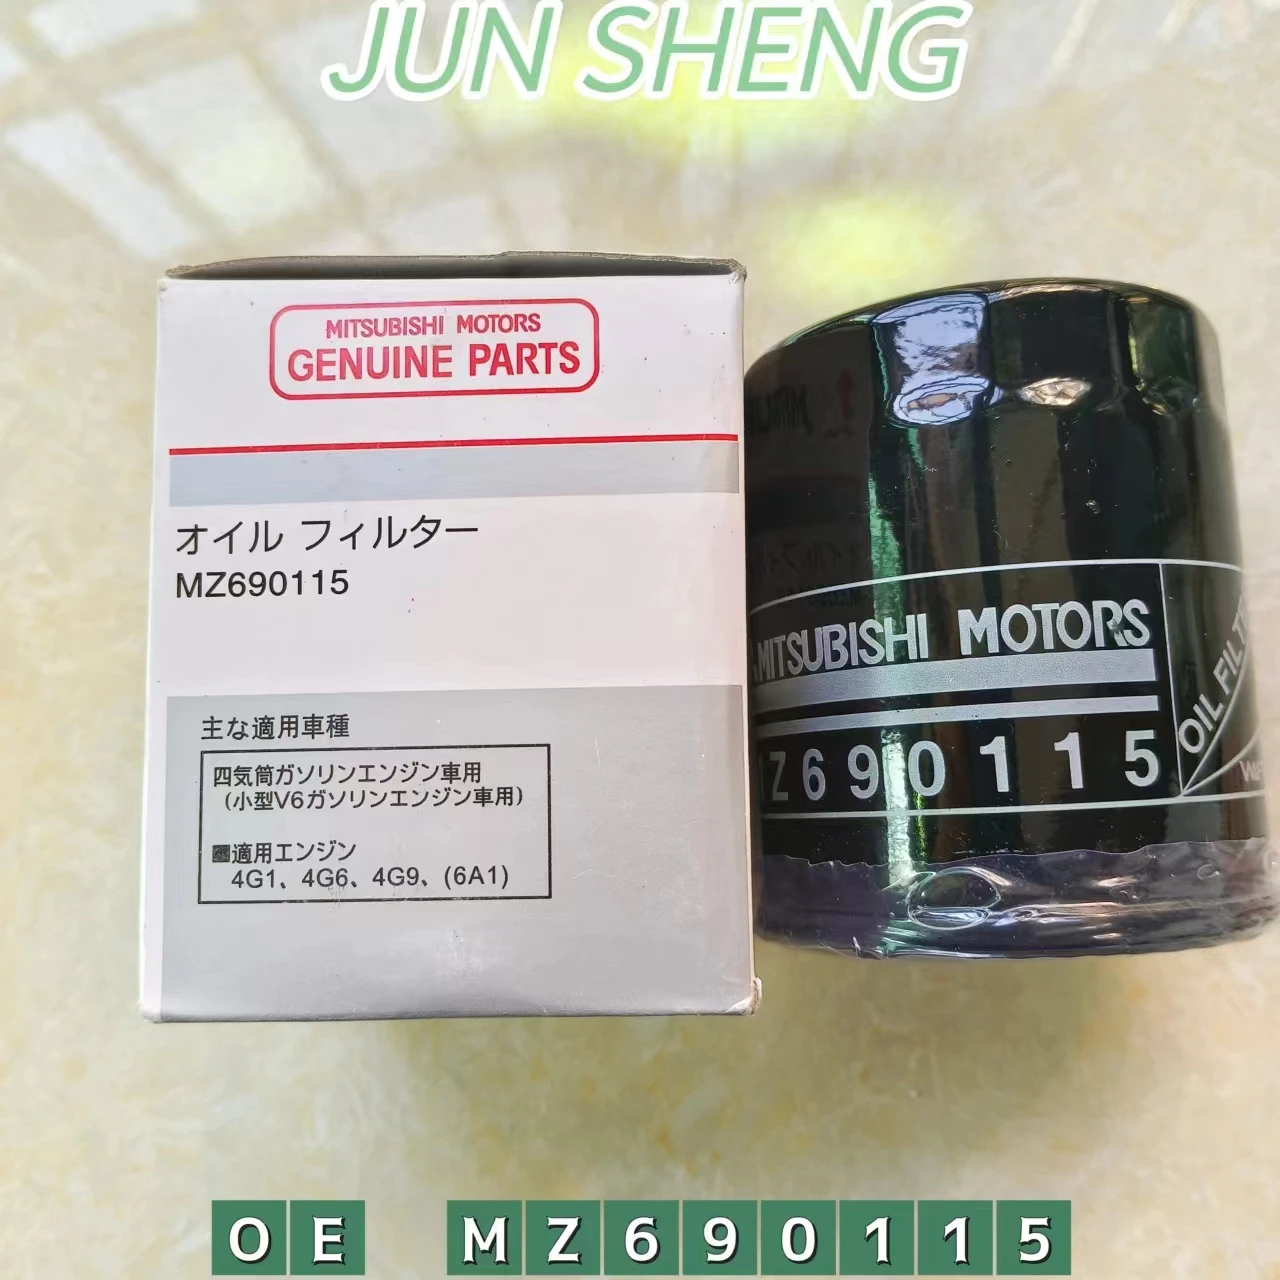 JUN SHENG
MITSUBISHI MOTORS
GENUINE PARTS
オイル フィルター
MZ690115
主な適用車種
四気筒ガソリンエンジン車用
(小型V6ガソリンエンジン車用)
適用エンジン
4G1、4G6、4G9、(6A1)
MITSUBISHI MOTORS
MZ690115
OIL FILT
OE MZ690115